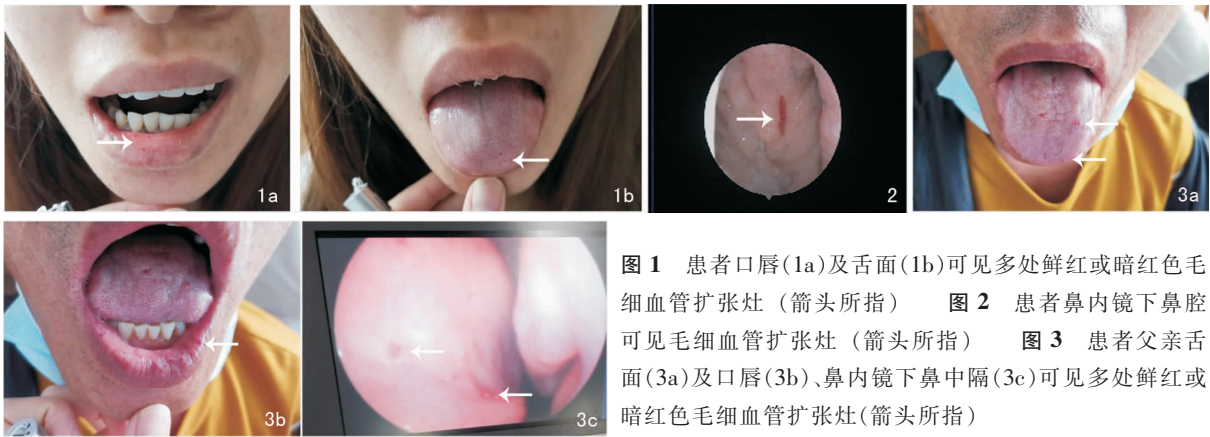 1a
1b
2
3a
3b
3c
图 1 患者口唇(1a)及舌面(1b)可见多处鲜红或暗红色毛
细血管扩张灶（箭头所指） 图 2 患者鼻内镜下鼻腔
可见毛细血管扩张灶（箭头所指） 图 3 患者父亲舌
面(3a)及口唇(3b)、鼻内镜下鼻中隔(3c)可见多处鲜红或
暗红色毛细血管扩张灶(箭头所指)